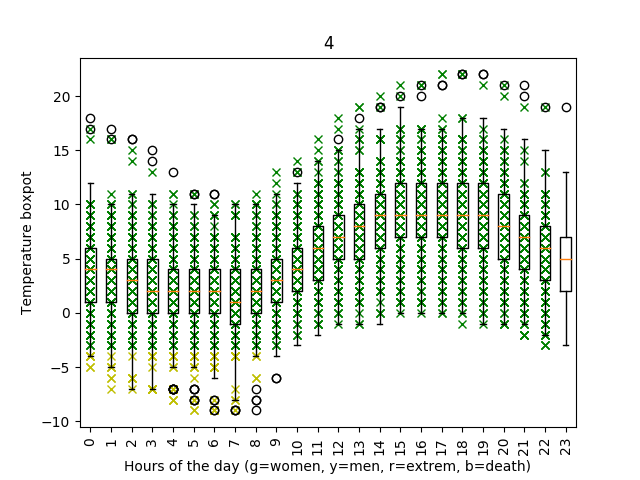 4
Temperature boxpot
20
15
10
5
0
−5
−10
0 1 2 3 4 5 6 7 8 9 10 11 12 13 14 15 16 17 18 19 20 21 22 23
Hours of the day (g=women, y=men, r=extrem, b=death)